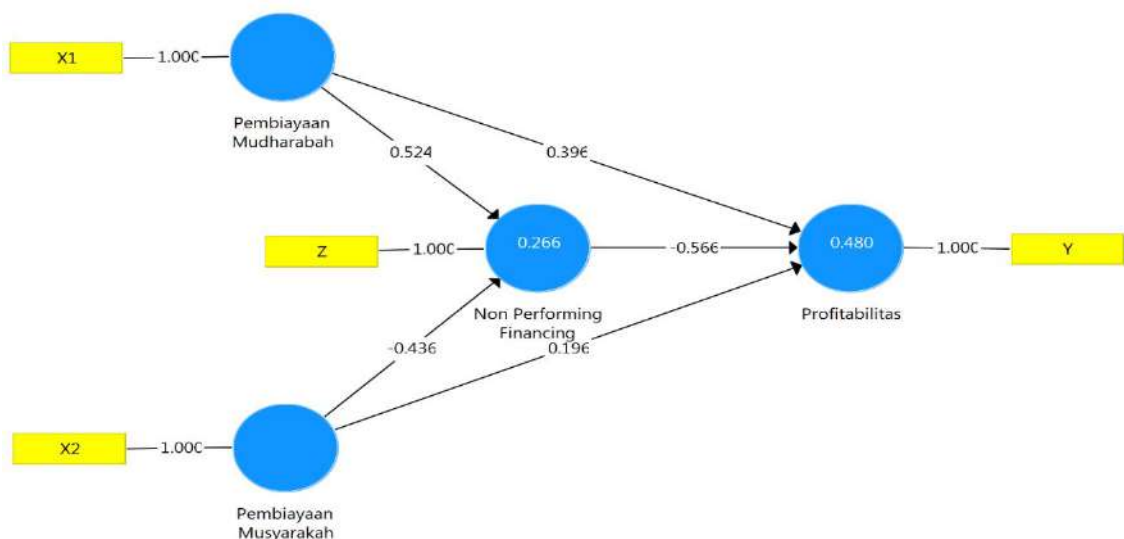 X1
1.000
Pembiayaan
Mudharabah
0.524
0.396
Z
1.000
0.266
-0.566
0.480
1.000
Y
Non Performing
Financing
Profitabilitas
-0.436
0.196
X2
1.000
Pembiayaan
Musyarakah